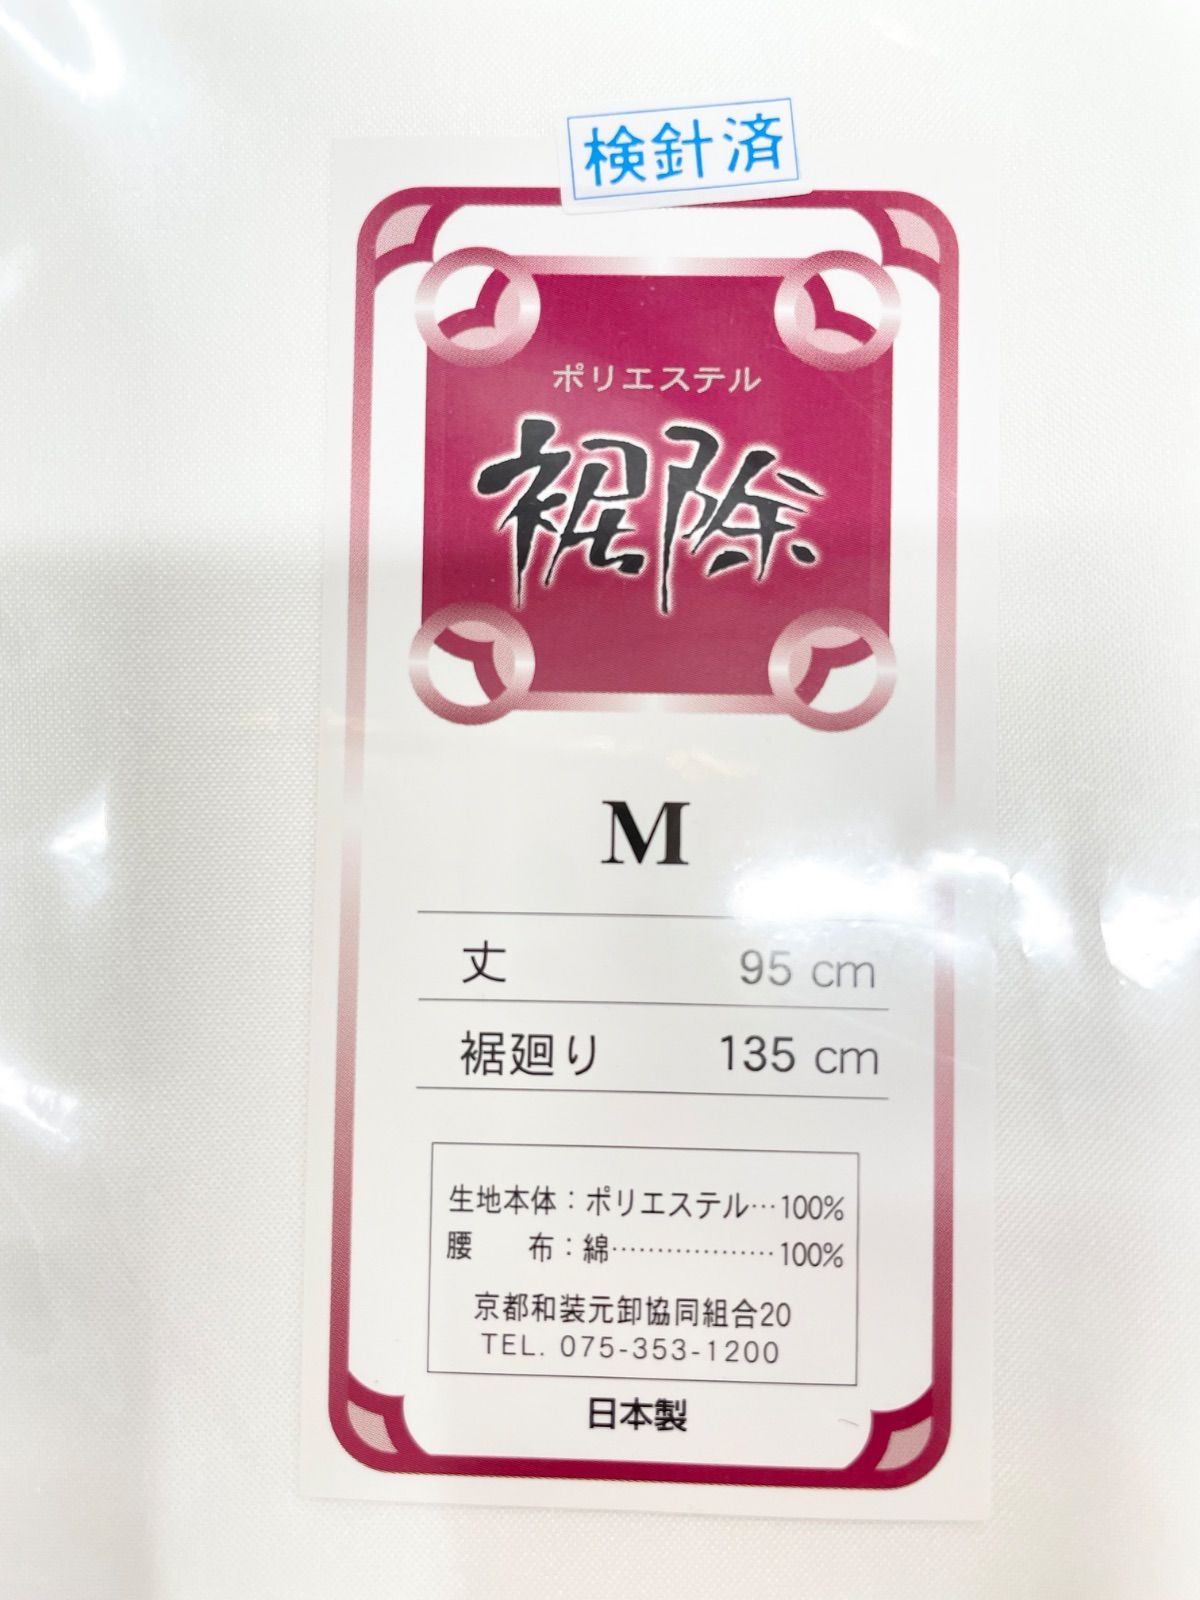 検針済
ポリエステル
裾除
M
丈 95 cm
裾廻り 135 cm
生地本体：ポリエステル…100%
腰 布：綿………………100%
京都和装元卸協同組合20
TEL. 075-353-1200
日本製